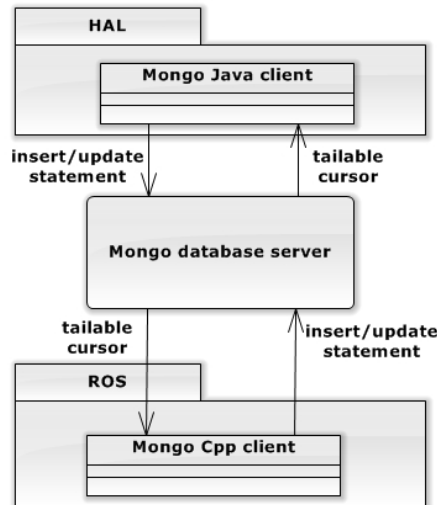 HAL
Mongo Java client
insert/update
statement
tailable
cursor
Mongo database server
tailable
cursor
insert/update
statement
ROS
Mongo Cpp client